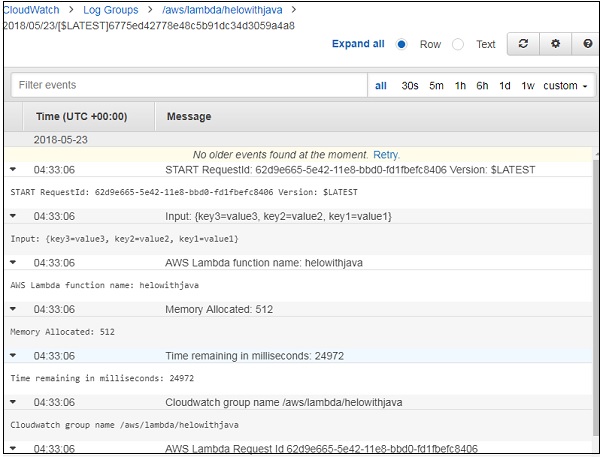 CloudWatch > Log Groups > /aws/lambda/helowithjava >
2018/05/23/[$LATEST]6775ed42778e48c5b91dc34d3059a4a8
Expand all Row Text
Filter events all 30s 5m 1h 6h 1d 1w custom
Time (UTC +00:00) Message
2018-05-23
No older events found at the moment. Retry.
04:33:06 START RequestId: 62d9e665-5e42-11e8-bbd0-fd1fbefc8406 Version: $LATEST
START RequestId: 62d9e665-5e42-11e8-bbd0-fd1fbefc8406 Version: $LATEST
04:33:06 Input: {key3=value3, key2=value2, key1=value1}
Input: {key3=value3, key2=value2, key1=value1}
04:33:06 AWS Lambda function name: helowithjava
AWS Lambda function name: helowithjava
04:33:06 Memory Allocated: 512
Memory Allocated: 512
04:33:06 Time remaining in milliseconds: 24972
Time remaining in milliseconds: 24972
04:33:06 Cloudwatch group name /aws/lambda/helowithjava
Cloudwatch group name /aws/lambda/helowithjava
04:33:06 AWS Lambda Request Id 62d9e665-5e42-11e8-bbd0-fd1fbefc8406